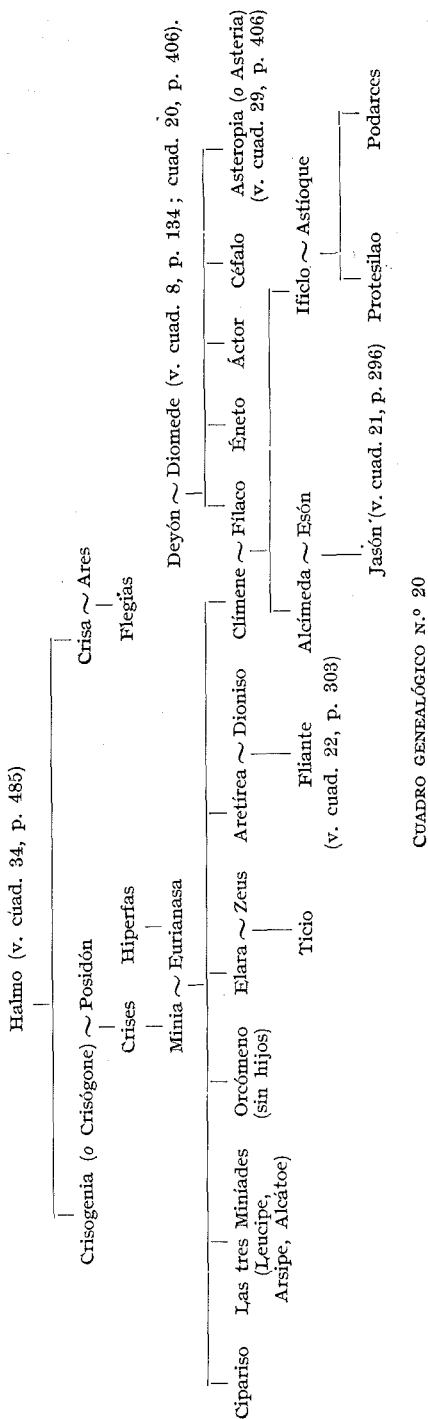 Halmo (v. cuad. 34, p. 485)
Crisogenia (o Crisógone) ~ Posidón
Crisa ~ Ares
Crises
Hiperfas
Flegias
Minia ~ Eurianasa
Deyón ~ Diomede (v. cuad. 8, p. 134; cuad. 20, p. 406).
Cipariso
Las tres Miníades
(Leucipe,
Arsipe, Alcátoe)
Orcómeno
(sin hijos)
Elara ~ Zeus
Aretírea ~ Dioniso
Clímene ~ Fílaco
Éneto
Áctor
Céfalo
Asteropia (o Asteria)
(v. cuad. 29, p. 406)
Ticio
Fliante
(v. cuad. 22, p. 303)
Alcímeda ~ Esón
Ificlo ~ Astíoque
Jasón (v. cuad. 21, p. 296)
Protesilao
Podarces
CUADRO GENEALÓGICO N.º 20